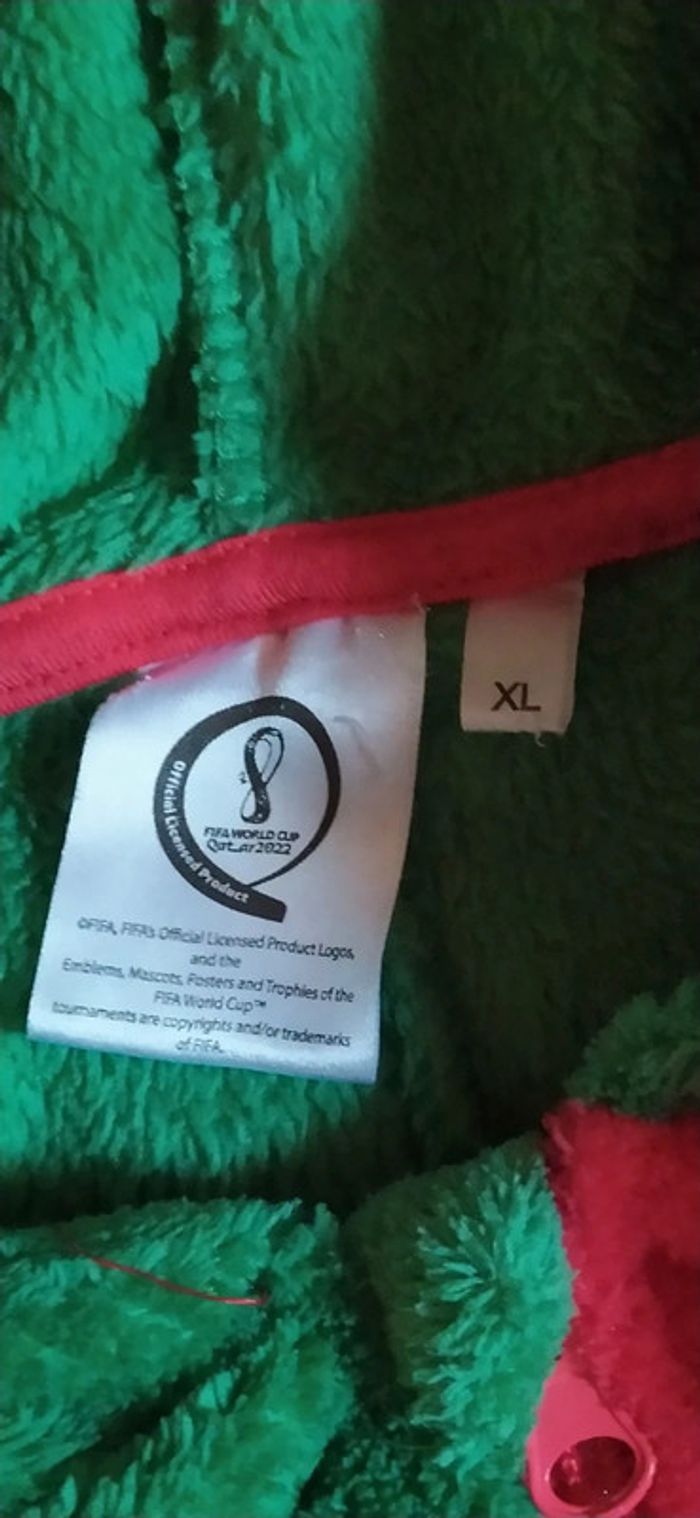 XL
Official Licensed Product
FIFA WORLD CUP
Qatar2022
©FIFA, FIFA's Official Licensed Product Logos,
and the
Emblems, Mascots, Posters and Trophies of the
FIFA World Cup™
tournaments are copyrights and/or trademarks
of FIFA.